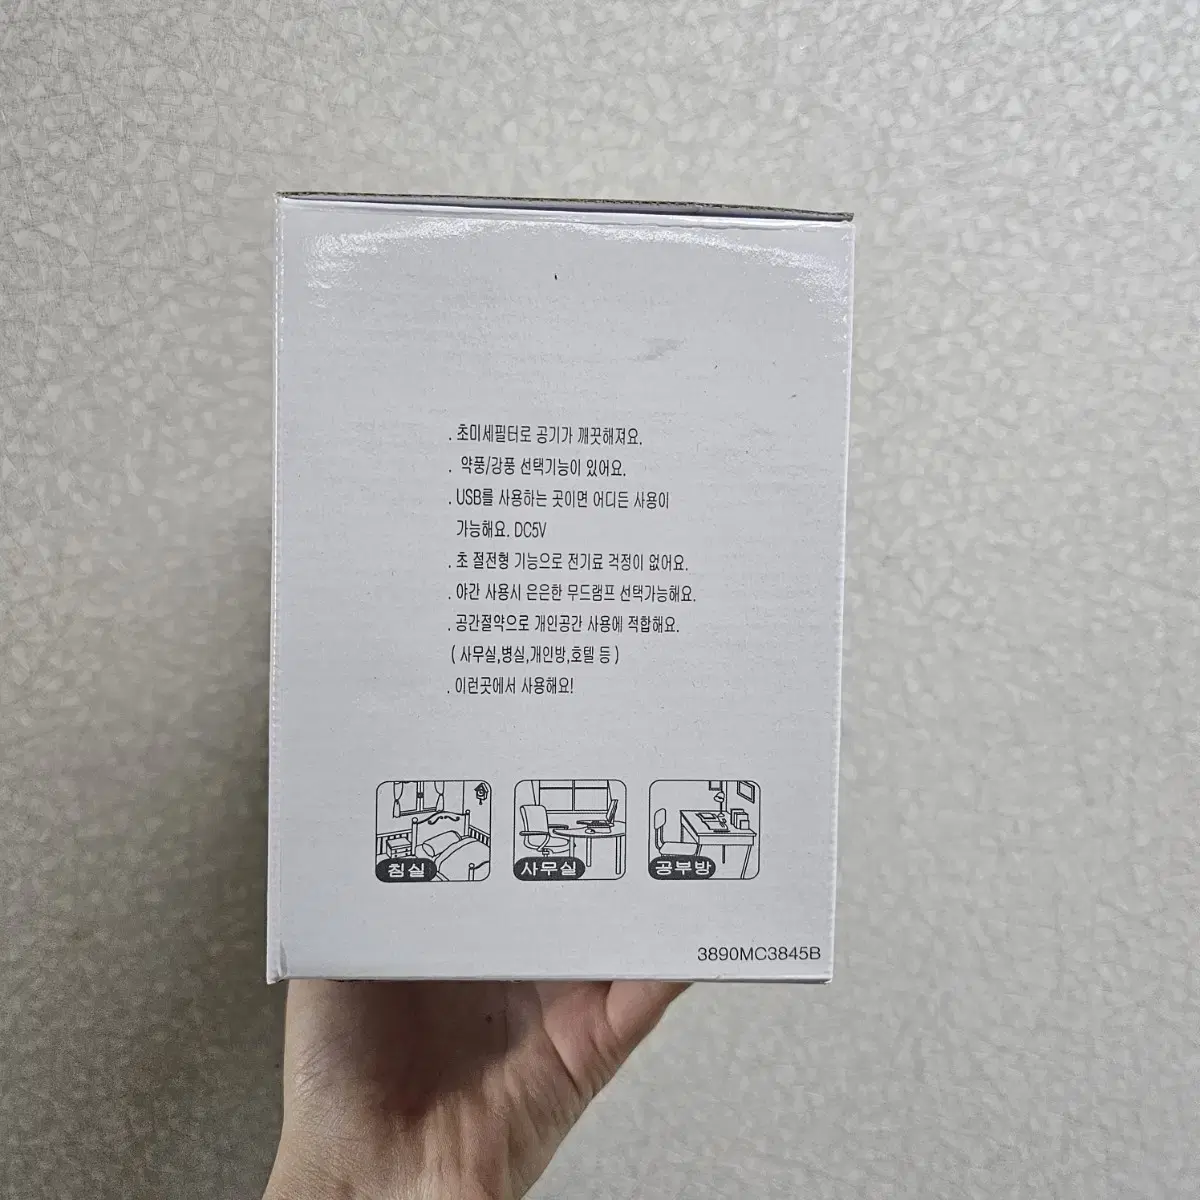 . 초미세필터로 공기가 깨끗해져요.
. 약풍/강풍 선택기능이 있어요.
. USB를 사용하는 곳이면 어디든 사용이
가능해요. DC5V
. 초 절전형 기능으로 전기료 걱정이 없어요.
. 야간 사용시 은은한 무드램프 선택가능해요.
. 공간절약으로 개인공간 사용에 적합해요.
( 사무실,병실,개인방,호텔 등 )
. 이런곳에서 사용해요!
침실
사무실
공부방
3890MC3845B